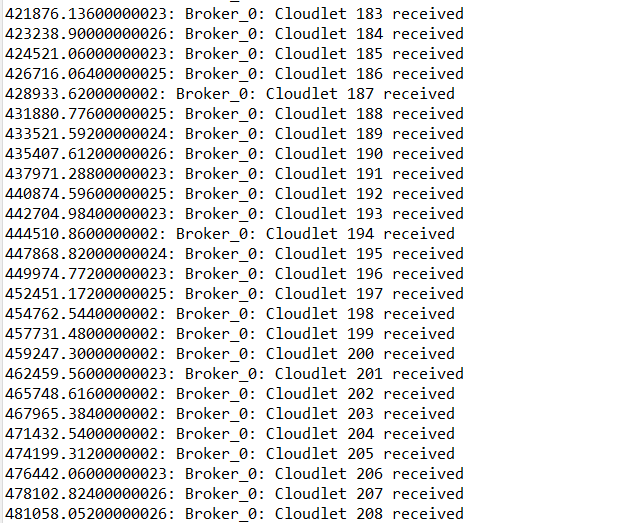 421876.13600000023: Broker_0: Cloudlet 183 received
423238.90000000026: Broker_0: Cloudlet 184 received
424521.06000000023: Broker_0: Cloudlet 185 received
426716.06400000025: Broker_0: Cloudlet 186 received
428933.6200000002: Broker_0: Cloudlet 187 received
431880.77600000025: Broker_0: Cloudlet 188 received
433521.59200000024: Broker_0: Cloudlet 189 received
435407.61200000026: Broker_0: Cloudlet 190 received
437971.28800000023: Broker_0: Cloudlet 191 received
440874.59600000025: Broker_0: Cloudlet 192 received
442704.98400000023: Broker_0: Cloudlet 193 received
444510.8600000002: Broker_0: Cloudlet 194 received
447868.82000000024: Broker_0: Cloudlet 195 received
449974.77200000023: Broker_0: Cloudlet 196 received
452451.17200000025: Broker_0: Cloudlet 197 received
454762.5440000002: Broker_0: Cloudlet 198 received
457731.4800000002: Broker_0: Cloudlet 199 received
459247.3000000002: Broker_0: Cloudlet 200 received
462459.56000000023: Broker_0: Cloudlet 201 received
465748.6160000002: Broker_0: Cloudlet 202 received
467965.3840000002: Broker_0: Cloudlet 203 received
471432.5400000002: Broker_0: Cloudlet 204 received
474199.3120000002: Broker_0: Cloudlet 205 received
476442.06000000023: Broker_0: Cloudlet 206 received
478102.82400000026: Broker_0: Cloudlet 207 received
481058.05200000026: Broker_0: Cloudlet 208 received